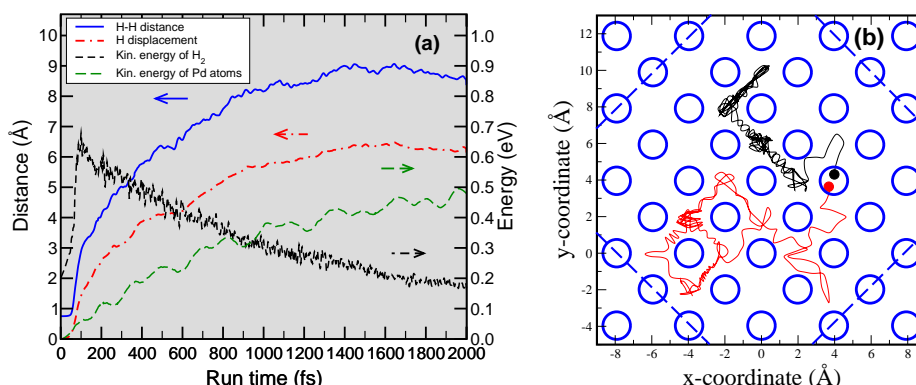 (a)
H-H distance
H displacement
Kin. energy of H2
Kin. energy of Pd atoms
10
9
8
7
6
5
4
3
2
1
0
Distance (Å)
1.0
0.9
0.8
0.7
0.6
0.5
0.4
0.3
0.2
0.1
0.0
Energy (eV)
0 200 400 600 800 1000 1200 1400 1600 1800 2000
Run time (fs)
(b)
12
10
8
6
4
2
0
-2
-4
y-coordinate (Å)
-8 -6 -4 -2 0 2 4 6 8
x-coordinate (Å)